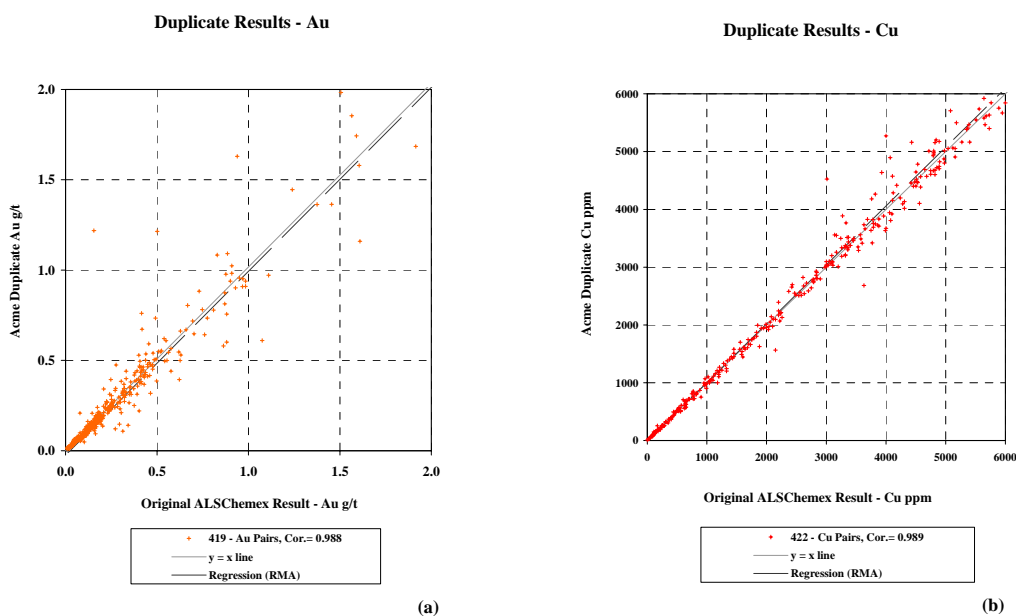 Duplicate Results - Au
2.0
1.5
1.0
0.5
0.0
Acme Duplicate Au g/t
0.0 0.5 1.0 1.5 2.0
Original ALSChemex Result - Au g/t
419 - Au Pairs, Cor.= 0.988
y = x line
Regression (RMA)
(a)
Duplicate Results - Cu
6000
5000
4000
3000
2000
1000
0
Acme Duplicate Cu ppm
0 1000 2000 3000 4000 5000 6000
Original ALSChemex Result - Cu ppm
422 - Cu Pairs, Cor.= 0.989
y = x line
Regression (RMA)
(b)